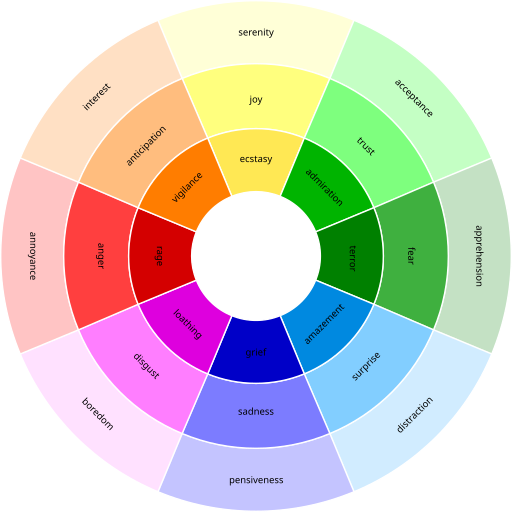 serenity
joy
ecstasy
acceptance
trust
admiration
apprehension
fear
terror
distraction
surprise
amazement
pensiveness
sadness
grief
boredom
disgust
loathing
annoyance
anger
rage
interest
anticipation
vigilance